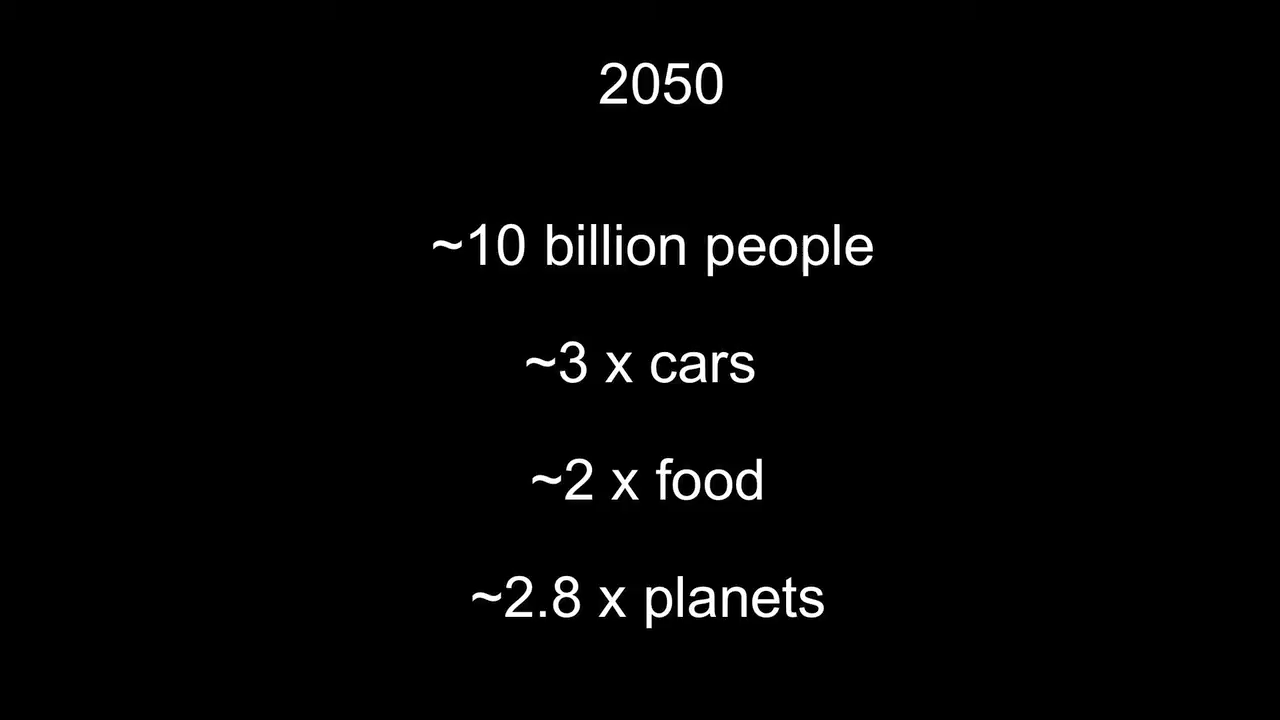 2050
~10 billion people
~3 x cars
~2 x food
~2.8 x planets